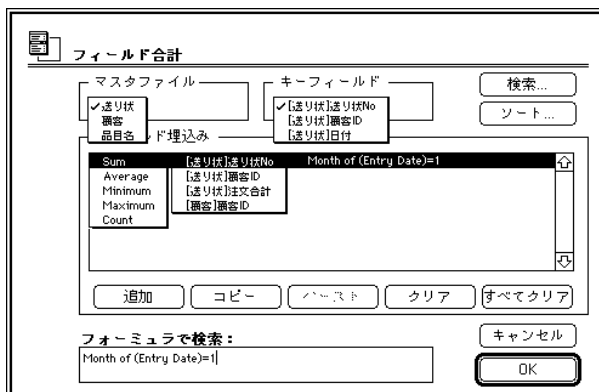 フィールド合計
マスタファイル
キーフィールド
検索...
ソート...
✓送り状
顧客
品目名
✓[送り状]送り状No
[送り状]顧客ID
[送り状]日付
ド埋込み
Sum [送り状]送り状No Month of (Entry Date)=1
Average [送り状]顧客ID
Minimum [送り状]注文合計
Maximum [顧客]顧客ID
Count
追加 コピー ペースト クリア すべてクリア
フォーミュラで検索:
Month of (Entry Date)=1
キャンセル
OK